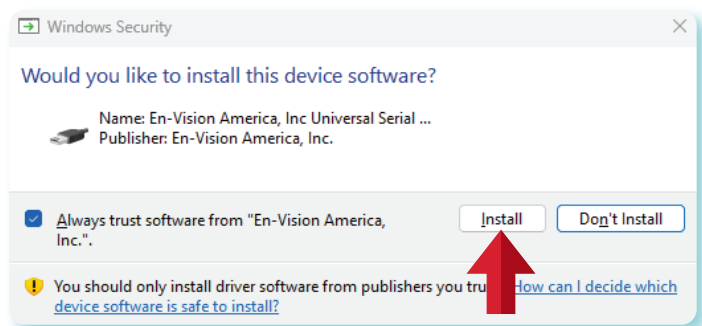 Windows Security
Would you like to install this device software?
Name: En-Vision America, Inc Universal Serial ...
Publisher: En-Vision America, Inc.
Always trust software from "En-Vision America,
Inc.".
Install
Don't Install
You should only install driver software from publishers you How can I decide which
device software is safe to install?